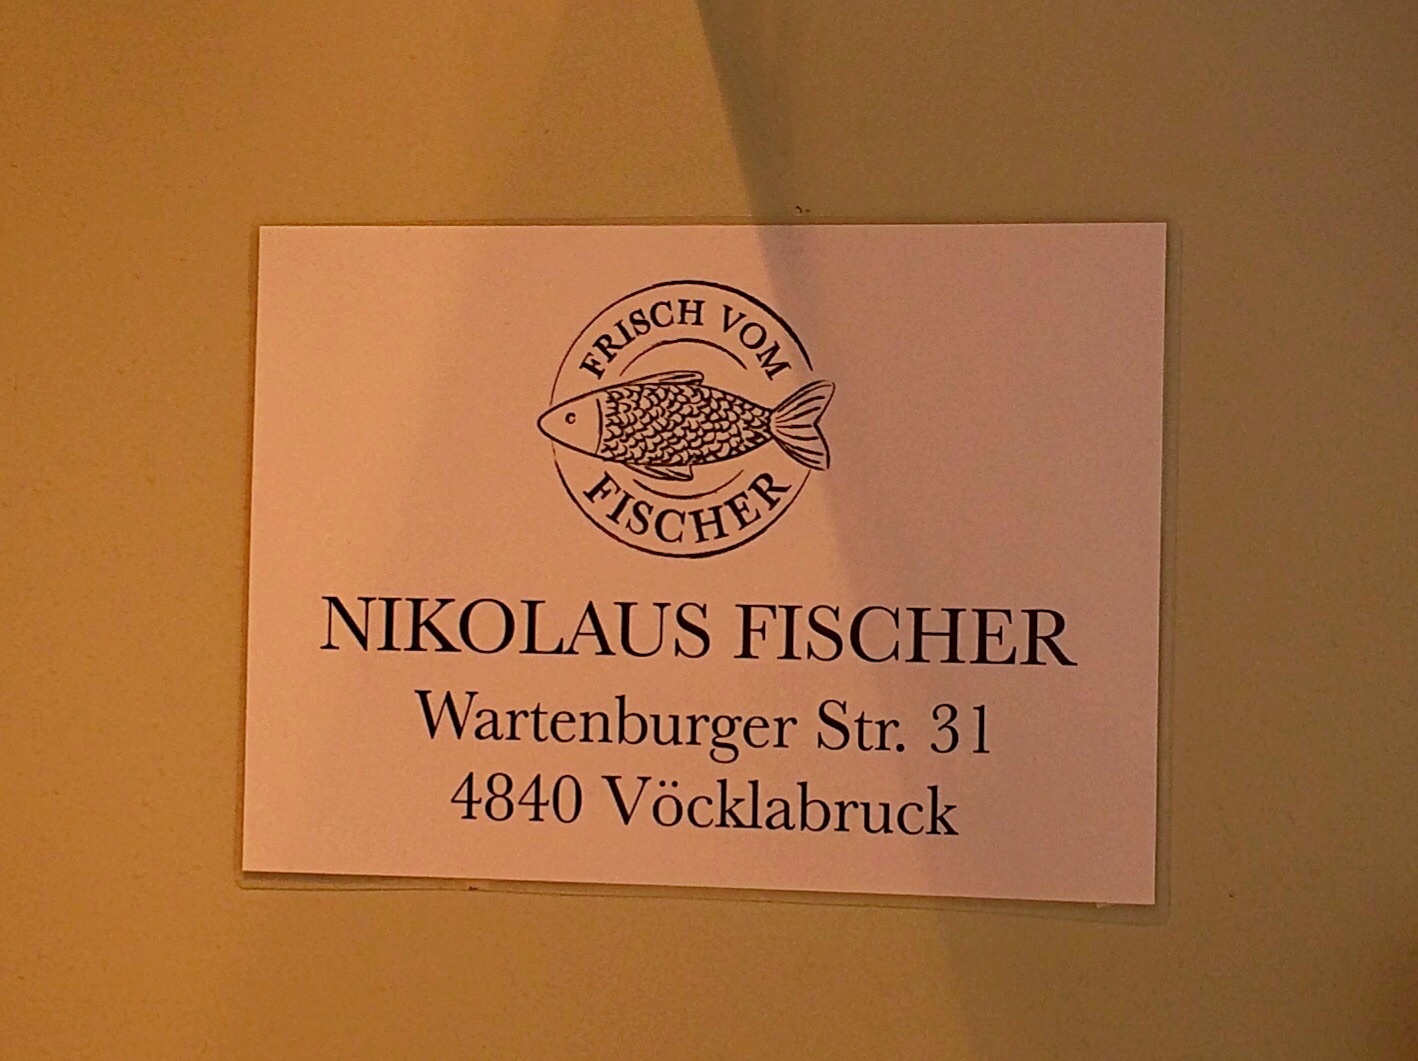 FRISCH VOM
FISCHER
NIKOLAUS FISCHER
Wartenburger Str. 31
4840 Vöcklabruck